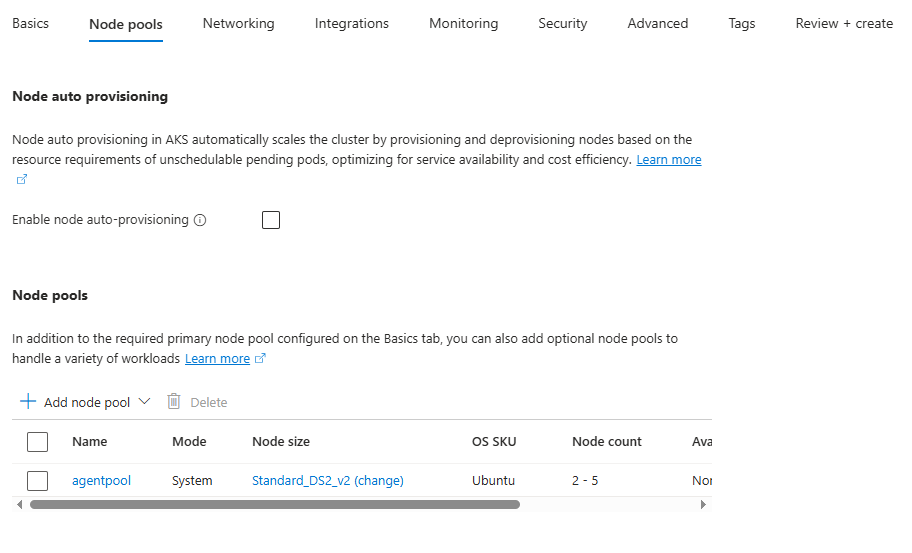 Basics Node pools Networking Integrations Monitoring Security Advanced Tags Review + create
Node auto provisioning
Node auto provisioning in AKS automatically scales the cluster by provisioning and deprovisioning nodes based on the
resource requirements of unschedulable pending pods, optimizing for service availability and cost efficiency. Learn more
Enable node auto-provisioning
Node pools
In addition to the required primary node pool configured on the Basics tab, you can also add optional node pools to
handle a variety of workloads Learn more
Add node pool Delete
Name Mode Node size OS SKU Node count Ava
agentpool System Standard_DS2_v2 (change) Ubuntu 2 - 5 Nor